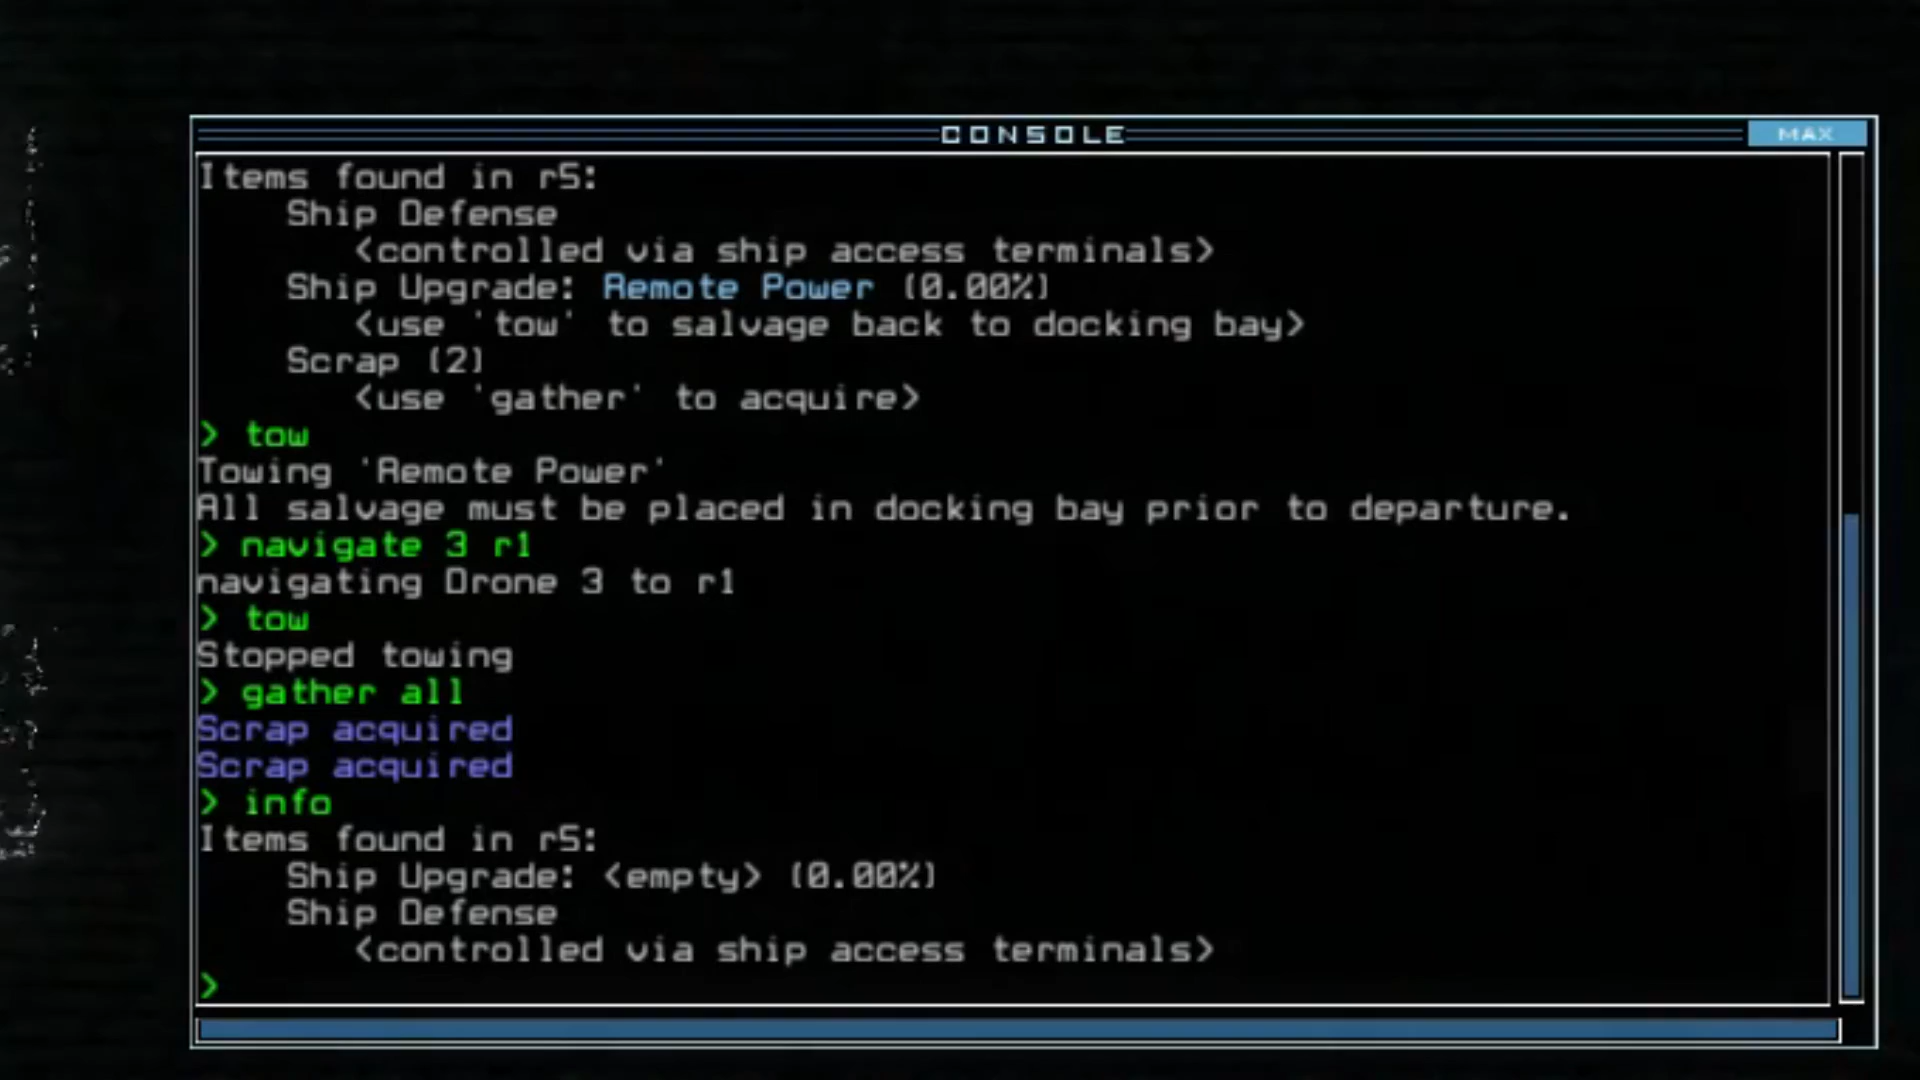 CONSOLE
MAX
Items found in r5:
Ship Defense
<controlled via ship access terminals>
Ship Upgrade: Remote Power (0.00%)
<use 'tow' to salvage back to docking bay>
Scrap (2)
<use 'gather' to acquire>
> tow
Towing 'Remote Power'
All salvage must be placed in docking bay prior to departure.
> navigate 3 r1
navigating Drone 3 to r1
> tow
Stopped towing
> gather all
Scrap acquired
Scrap acquired
> info
Items found in r5:
Ship Upgrade: <empty> (0.00%)
Ship Defense
<controlled via ship access terminals>
>